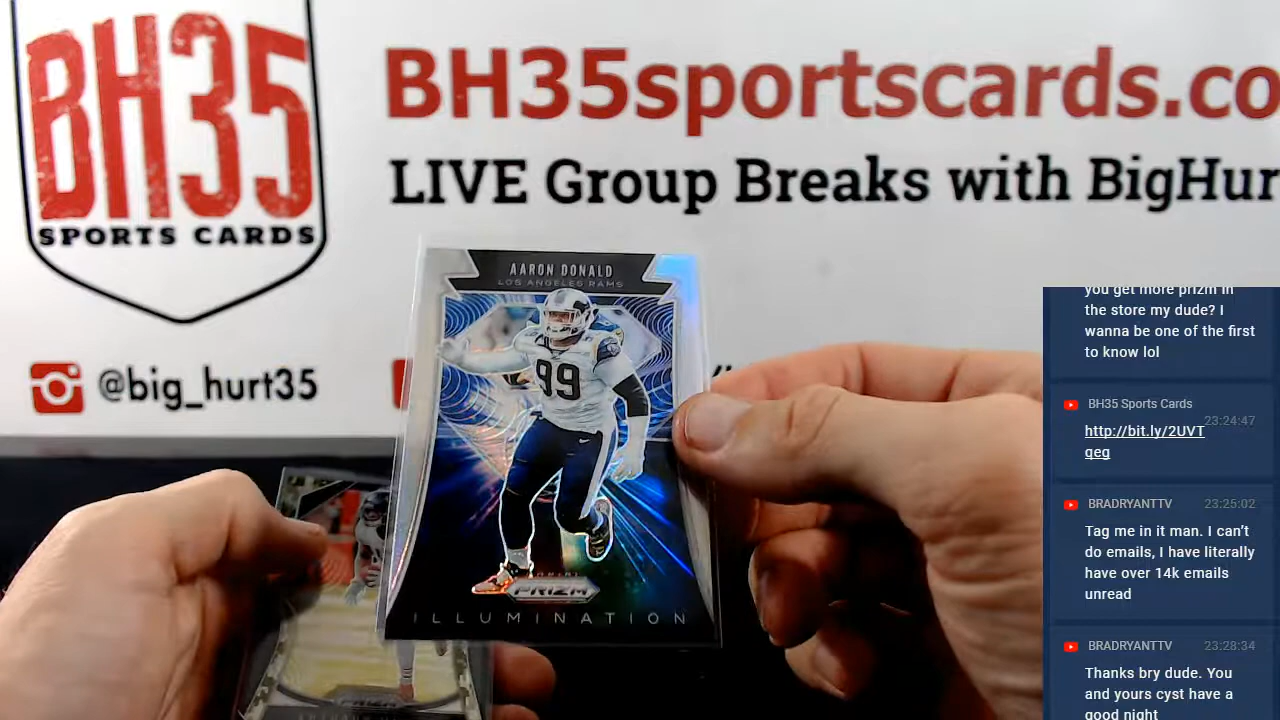 BH35
SPORTS CARDS
BH35sportscards.co
LIVE Group Breaks with BigHur
@big_hurt35
AARON DONALD
LOS ANGELES RAMS
99
PANINI
PRIZM
ILLUMINATION
PRIZM
you get more prizm in
the store my dude? I
wanna be one of the first
to know lol
BH35 Sports Cards 23:24:47
http://bit.ly/2UVT
qeg
BRADRYANTTV 23:25:02
Tag me in it man. I can't
do emails, I have literally
have over 14k emails
unread
BRADRYANTTV 23:28:34
Thanks bry dude. You
and yours cyst have a
good night